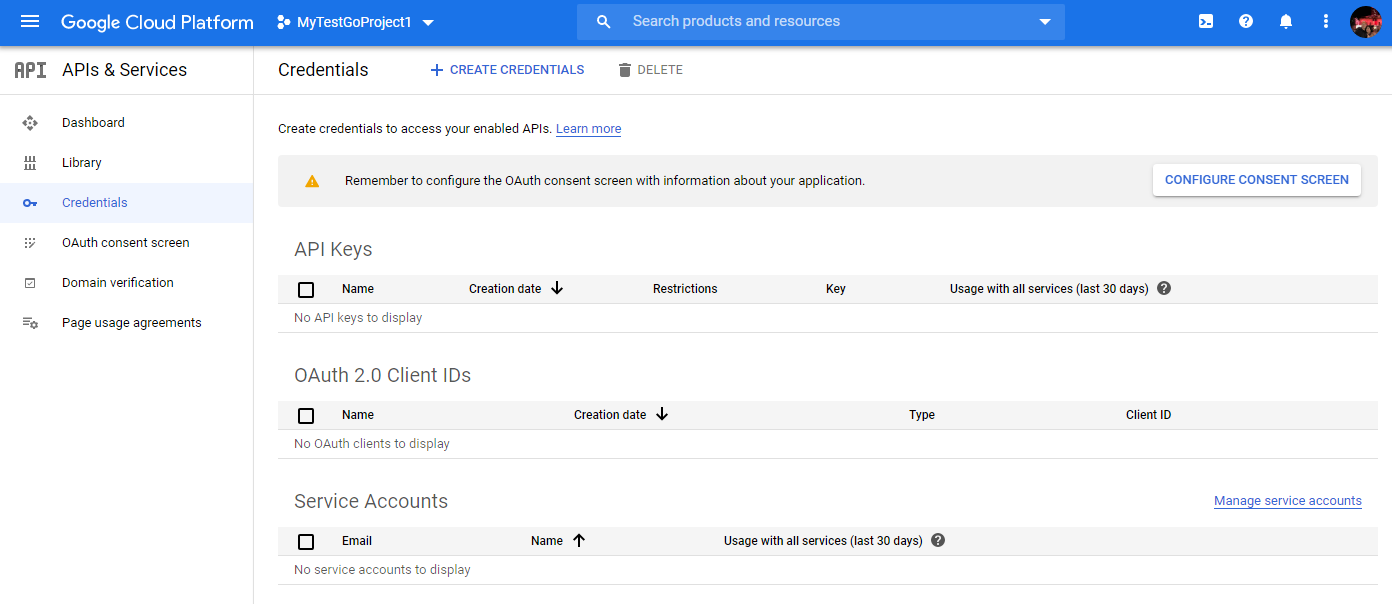 Google Cloud Platform MyTestGoProject1 Search products and resources
API APIs & Services Credentials CREATE CREDENTIALS DELETE
Dashboard
Library
Credentials
OAuth consent screen
Domain verification
Page usage agreements
Create credentials to access your enabled APIs. Learn more
Remember to configure the OAuth consent screen with information about your application. CONFIGURE CONSENT SCREEN
API Keys
Name Creation date Restrictions Key Usage with all services (last 30 days)
No API keys to display
OAuth 2.0 Client IDs
Name Creation date Type Client ID
No OAuth clients to display
Service Accounts Manage service accounts
Email Name Usage with all services (last 30 days)
No service accounts to display